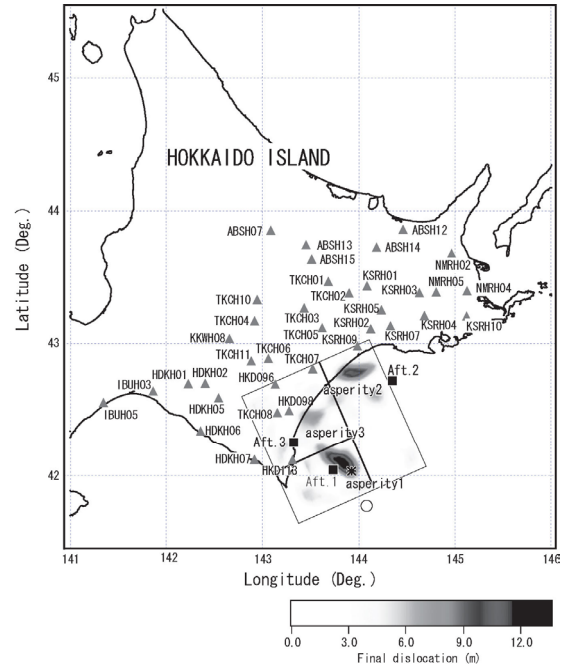 45
44
43
42
Latitude (Deg.)
HOKKAIDO ISLAND
ABSH07
ABSH12
ABSH13
ABSH14
ABSH15
NMRH02
TKCH01
KSRH01
TKCH02
KSRH03
NMRH05
NMRH04
TKCH10
TKCH03
KSRH05
TKCH04
TKCH05
KSRH02
KSRH04
KSRH10
KKWH08
TKCH06
KSRH09
KSRH07
TKCH11
TKCH07
HDKH01
HDKH02
HKD096
Aft.2
IBUH03
asperity2
HDKH05
HKD098
IBUH05
TKCH08
HDKH06
asperity3
Aft.3
HDKH07
HKD113
Aft.1
asperity1
141 142 143 144 145 146
Longitude (Deg.)
0.0 3.0 6.0 9.0 12.0
Final dislocation (m)